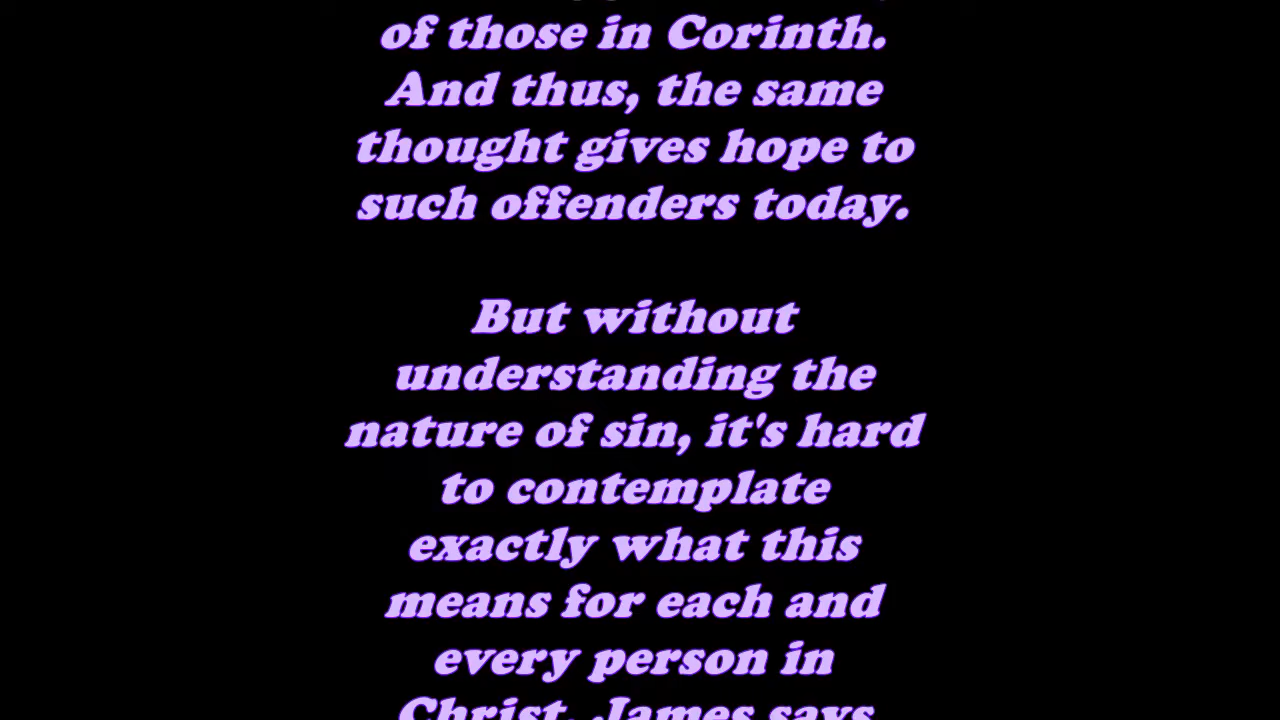 of those in Corinth.
And thus, the same
thought gives hope to
such offenders today.
But without
understanding the
nature of sin, it's hard
to contemplate
exactly what this
means for each and
every person in
Christ. James says